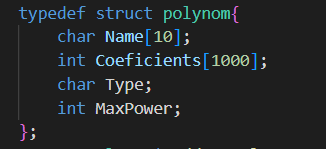 typedef struct polynom{
    char Name[10];
    int Coeficients[1000];
    char Type;
    int MaxPower;
};